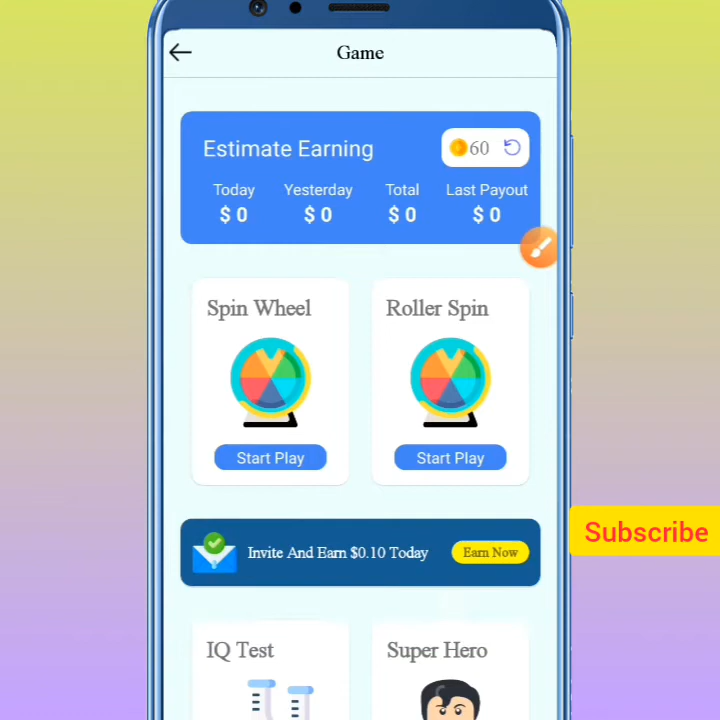 Game
Estimate Earning
60
Today Yesterday Total Last Payout
$ 0 $ 0 $ 0 $ 0
Spin Wheel Roller Spin
Start Play Start Play
Invite And Earn $0.10 Today Earn Now
Subscribe
IQ Test Super Hero